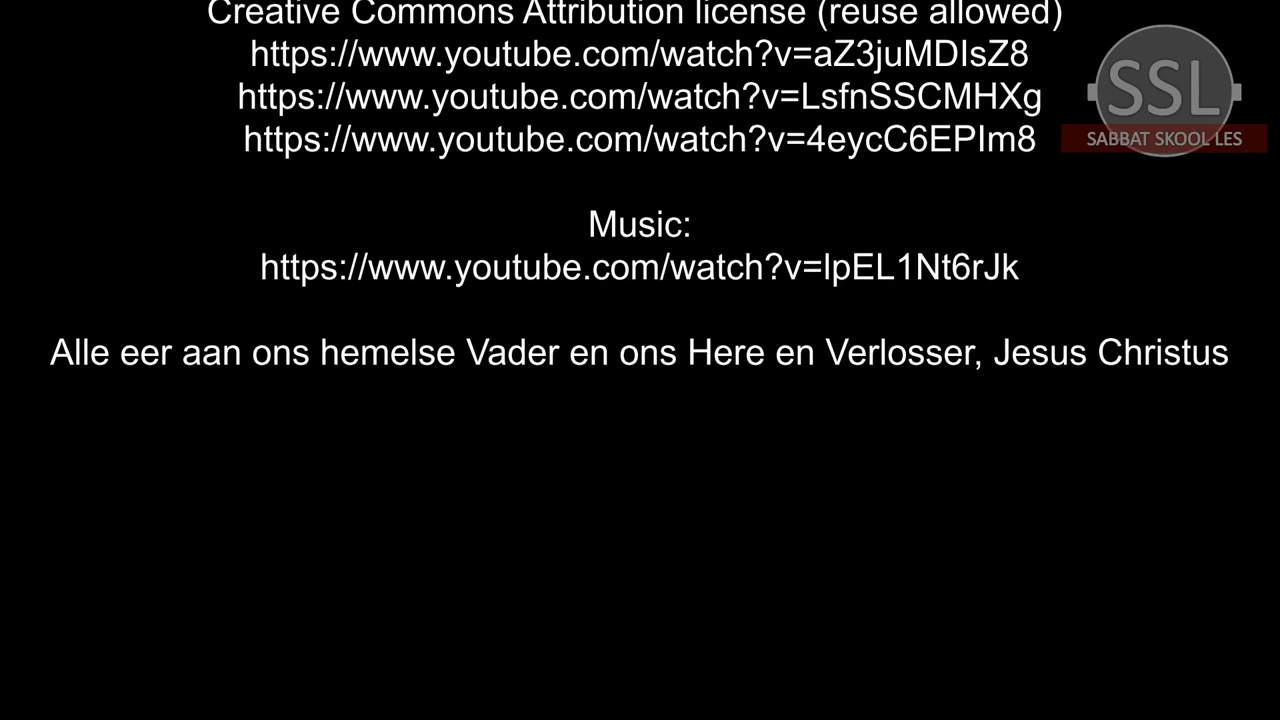 Creative Commons Attribution license (reuse allowed)
https://www.youtube.com/watch?v=aZ3juMDIsZ8
https://www.youtube.com/watch?v=LsfnSSCMHXg
https://www.youtube.com/watch?v=4eycC6EPIm8
SSL
SABBAT SKOOL LES
Music:
https://www.youtube.com/watch?v=lpEL1Nt6rJk
Alle eer aan ons hemelse Vader en ons Here en Verlosser, Jesus Christus